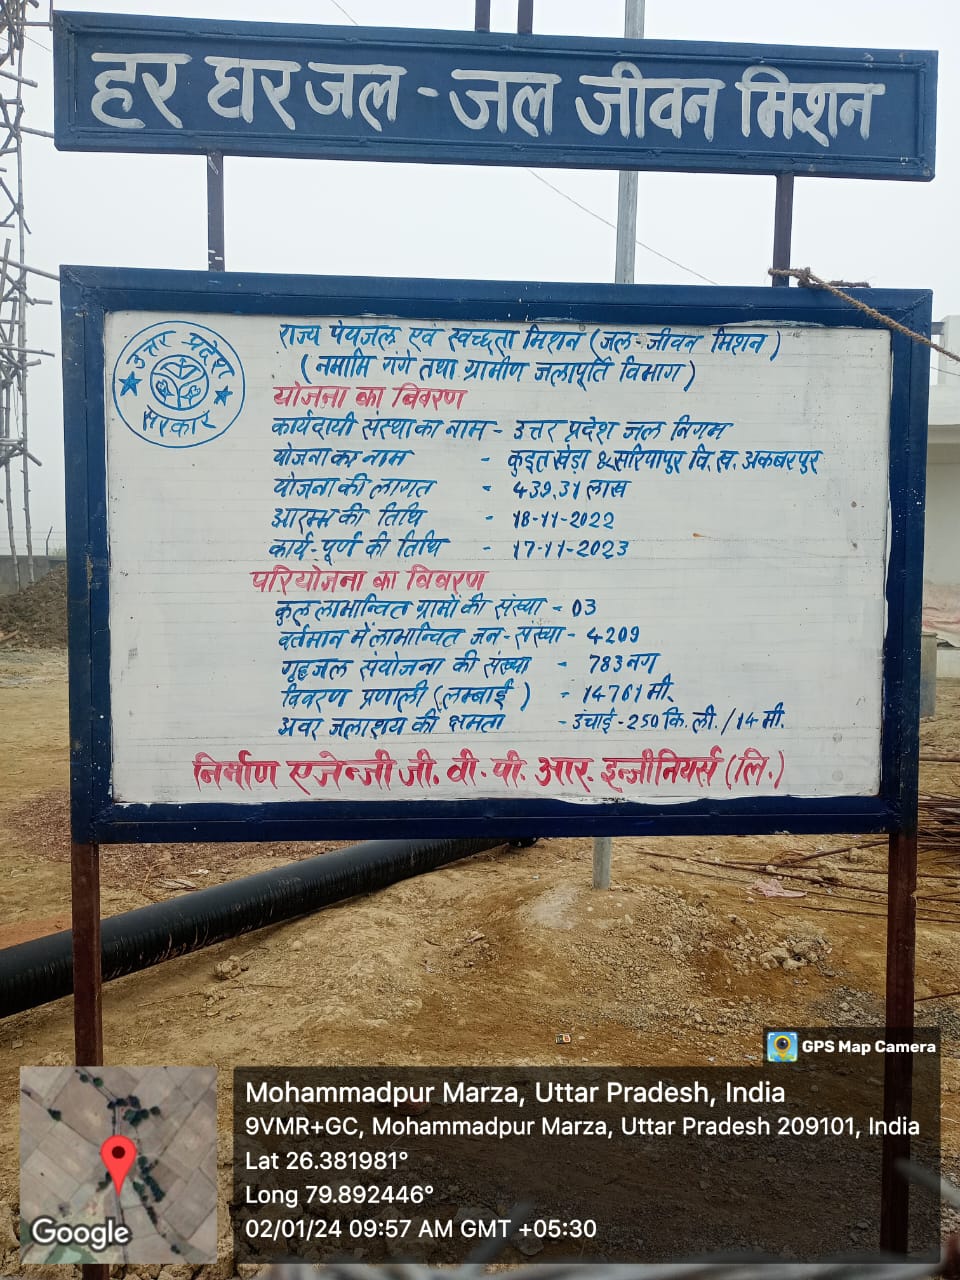 हर घर जल - जल जीवन मिशन
उत्तर प्रदेश
सरकार
राज्य पेयजल एवं स्वच्छता मिशन (जल-जीवन मिशन)
(नमामि गंगे तथा ग्रामीण जलापूर्ति विभाग)
योजना का विवरण
कार्यदायी संस्था का नाम - उत्तर प्रदेश जल निगम
योजना का नाम - कुइतखेड़ा & सरियापुर वि.ख. अकबरपुर
योजना की लागत - 439.31 लाख
आरम्भ की तिथि - 18-11-2022
कार्य-पूर्ण की तिथि - 17-11-2023
परियोजना का विवरण
कुल लाभान्वित ग्रामों की संख्या - 03
वर्तमान में लाभान्वित जन-संख्या - 4209
गृहजल संयोजना की संख्या - 783 नग
विवरण प्रणाली (लम्बाई) - 14761 मी.
अवर जलाशय की क्षमता - उंचाई - 250 कि.ली./14 मी.
निर्माण एजेन्जी जी. वी. पी. आर. इन्जीनियर्स (लि.)
GPS Map Camera
Mohammadpur Marza, Uttar Pradesh, India
9VMR+GC, Mohammadpur Marza, Uttar Pradesh 209101, India
Lat 26.381981°
Long 79.892446°
02/01/24 09:57 AM GMT +05:30
Google